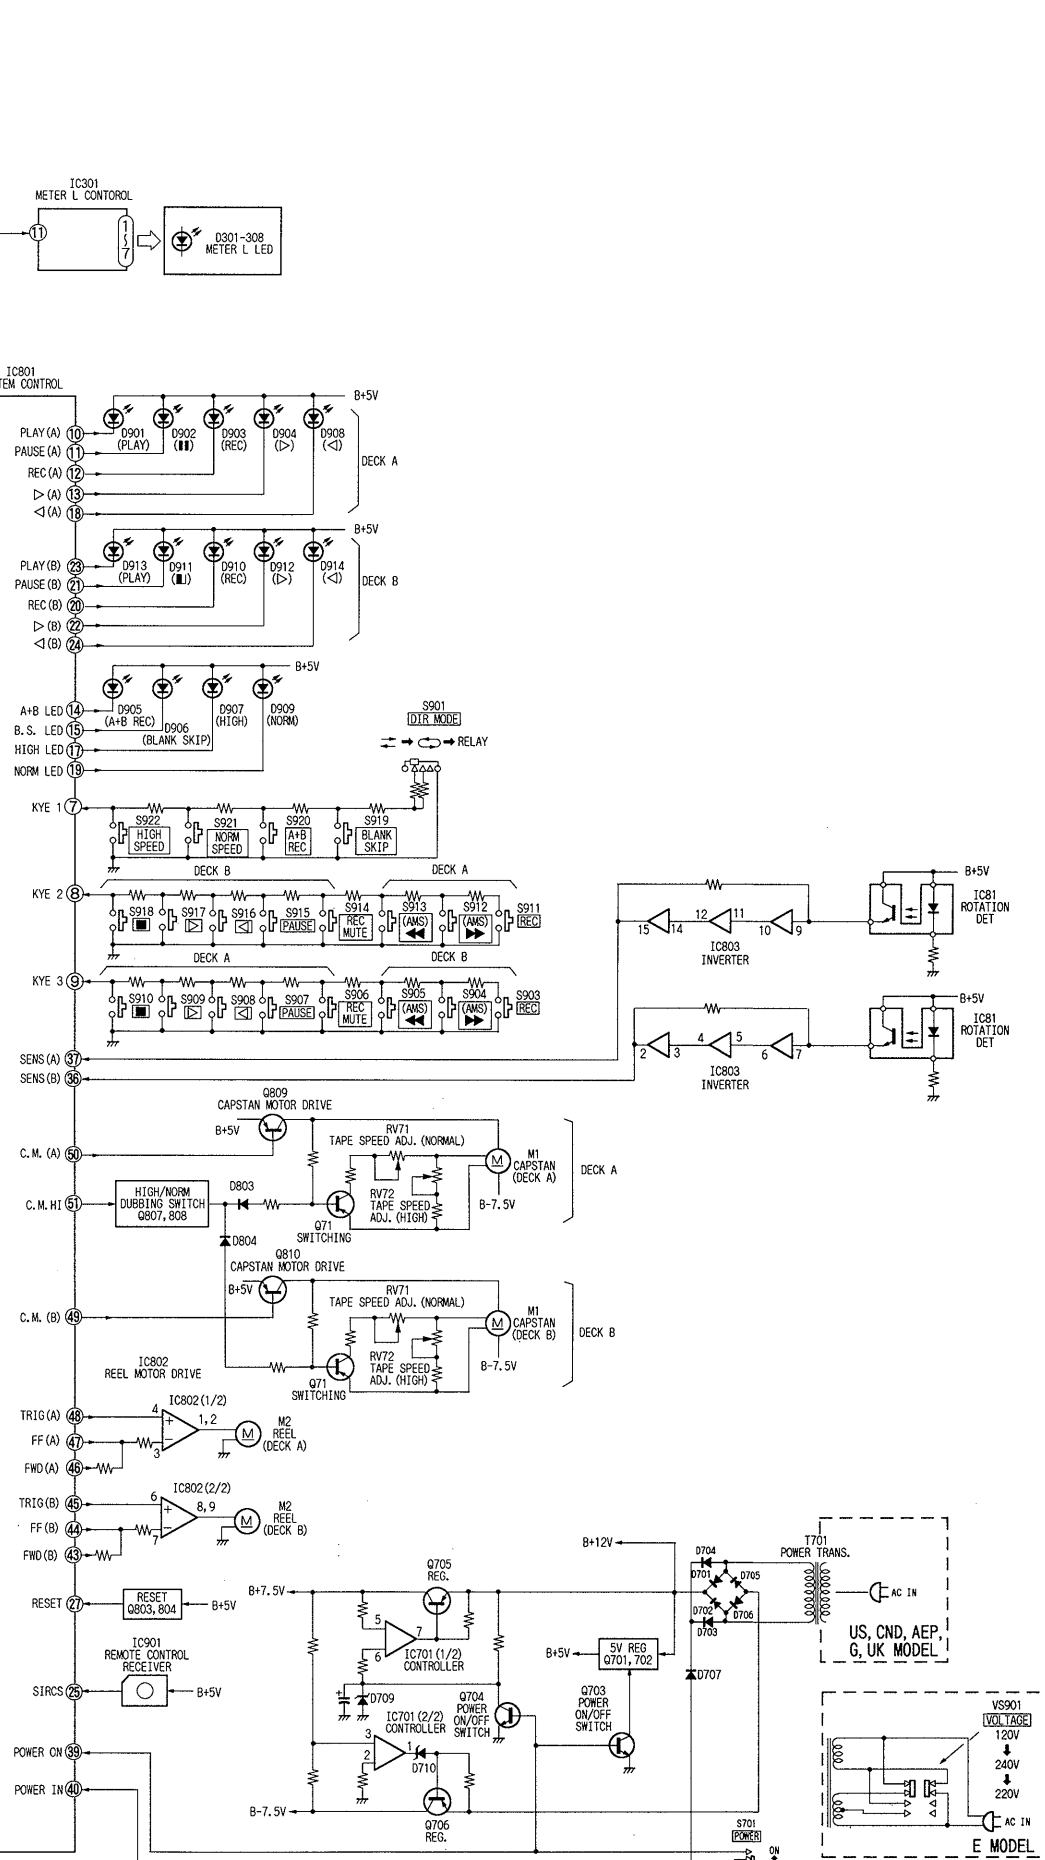 IC301
METER L CONTOROL
11
1
7
D301-308
METER L LED
IC801
TEM CONTROL
B+5V
PLAY(A) 10
D901
(PLAY)
D902
D903
(REC)
D904
(▷)
D908
(◁)
PAUSE(A) 11
REC(A) 12
▷(A) 13
◁(A) 18
DECK A
B+5V
PLAY(B) 23
D913
(PLAY)
D911
D910
(REC)
D912
(▷)
D914
(◁)
PAUSE(B) 21
REC(B) 20
▷(B) 22
◁(B) 24
DECK B
B+5V
A+B LED 14
D905
(A+B REC)
D906
(BLANK SKIP)
D907
(HIGH)
D909
(NORM)
B.S. LED 15
HIGH LED 17
NORM LED 19
S901
DIR MODE
RELAY
KYE 1 7
S922
HIGH
SPEED
S921
NORM
SPEED
S920
A+B
REC
S919
BLANK
SKIP
DECK B
DECK A
KYE 2 8
S918
S917
S916
S915
PAUSE
S914
REC
MUTE
S913
(AMS)
S912
(AMS)
S911
REC
DECK A
DECK B
KYE 3 9
S910
S909
S908
S907
PAUSE
S906
REC
MUTE
S905
(AMS)
S904
(AMS)
S903
REC
15 14 12 11 10 9
IC803
INVERTER
B+5V
IC81
ROTATION
DET
2 3 4 5 6 7
IC803
INVERTER
B+5V
IC81
ROTATION
DET
SENS(A) 37
SENS(B) 36
Q809
CAPSTAN MOTOR DRIVE
B+5V
C.M.(A) 50
RV71
TAPE SPEED ADJ.(NORMAL)
RV72
TAPE SPEED
ADJ.(HIGH)
M
M1
CAPSTAN
(DECK A)
B-7.5V
DECK A
C.M.HI 51
HIGH/NORM
DUBBING SWITCH
Q807,808
D803
D804
Q71
SWITCHING
Q810
CAPSTAN MOTOR DRIVE
B+5V
C.M.(B) 49
RV71
TAPE SPEED ADJ.(NORMAL)
RV72
TAPE SPEED
ADJ.(HIGH)
M
M1
CAPSTAN
(DECK B)
B-7.5V
DECK B
Q71
SWITCHING
IC802
REEL MOTOR DRIVE
IC802(1/2)
TRIG(A) 48
FF(A) 47
FWD(A) 46
4
3
1,2
M
M2
REEL
(DECK A)
IC802(2/2)
TRIG(B) 45
FF(B) 44
FWD(B) 43
6
7
8,9
M
M2
REEL
(DECK B)
RESET 27
RESET
Q803,804
B+5V
IC901
REMOTE CONTROL
RECEIVER
SIRCS 25
B+5V
POWER ON 39
POWER IN 40
B+7.5V
Q705
REG.
5
6
7
IC701(1/2)
CONTROLLER
D709
IC701(2/2)
CONTROLLER
3
2
1
D710
B-7.5V
Q706
REG.
Q704
POWER
ON/OFF
SWITCH
B+12V
B+5V
5V REG
Q701,702
Q703
POWER
ON/OFF
SWITCH
D704
D701
D705
D702
D706
D703
D707
T701
POWER TRANS.
AC IN
US, CND, AEP,
G, UK MODEL
VS901
VOLTAGE
120V
240V
220V
AC IN
E MODEL
S701
POWER
ON